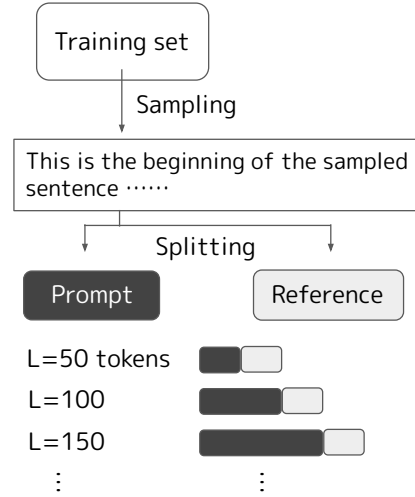 Training set
Sampling
This is the beginning of the sampled
sentence ……
Splitting
Prompt
Reference
L=50 tokens
L=100
L=150
⋮ ⋮